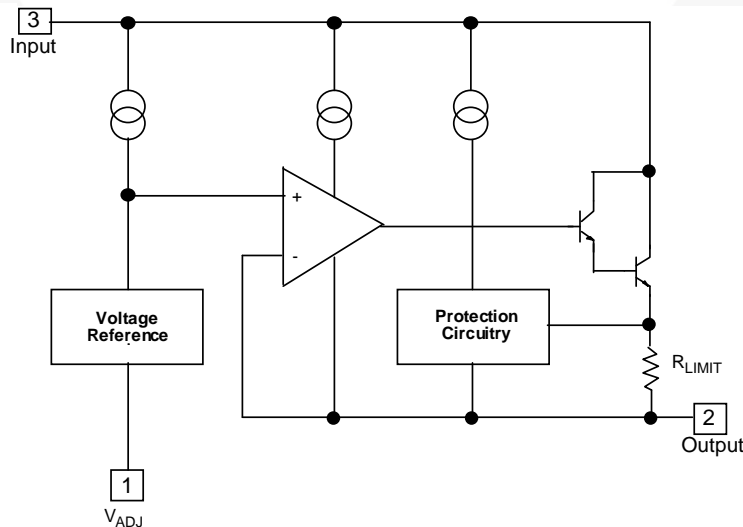 3
Input
+
-
Voltage
Reference
Protection
Circuitry
R_LIMIT
2
Output
1
V_ADJ